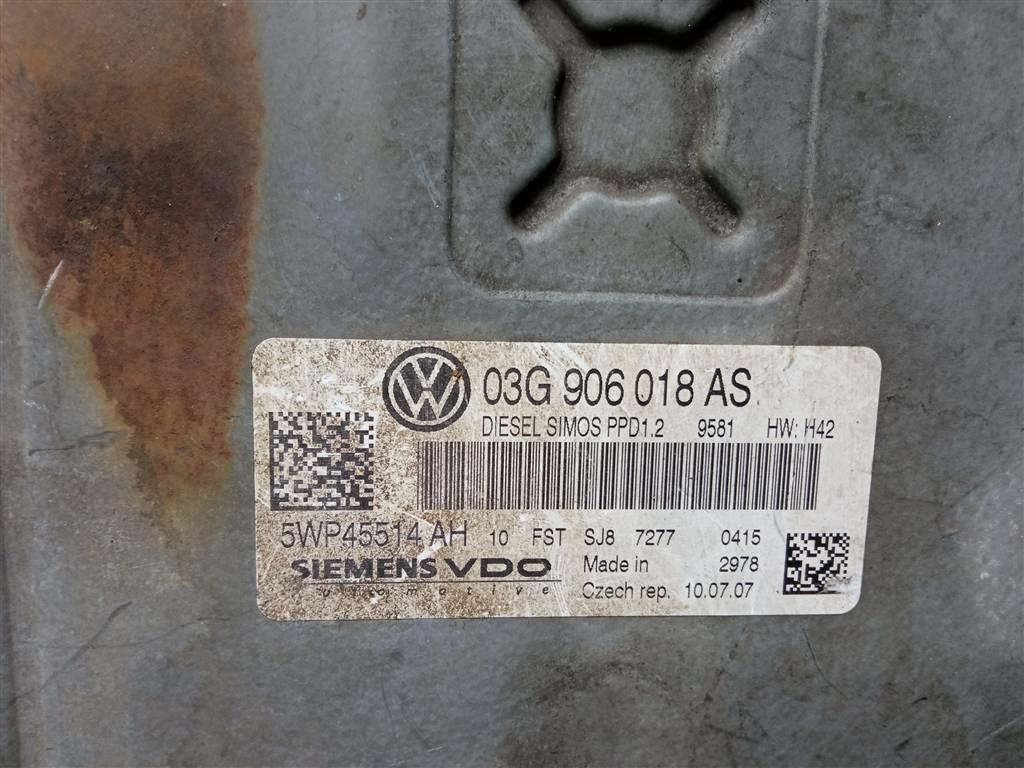 03G 906 018 AS
DIESEL SIMOS PPD1.2 9581 HW: H42
5WP45514 AH 10 FST SJ8 7277 0415
SIEMENS VDO Made in 2978
automotive Czech rep. 10.07.07